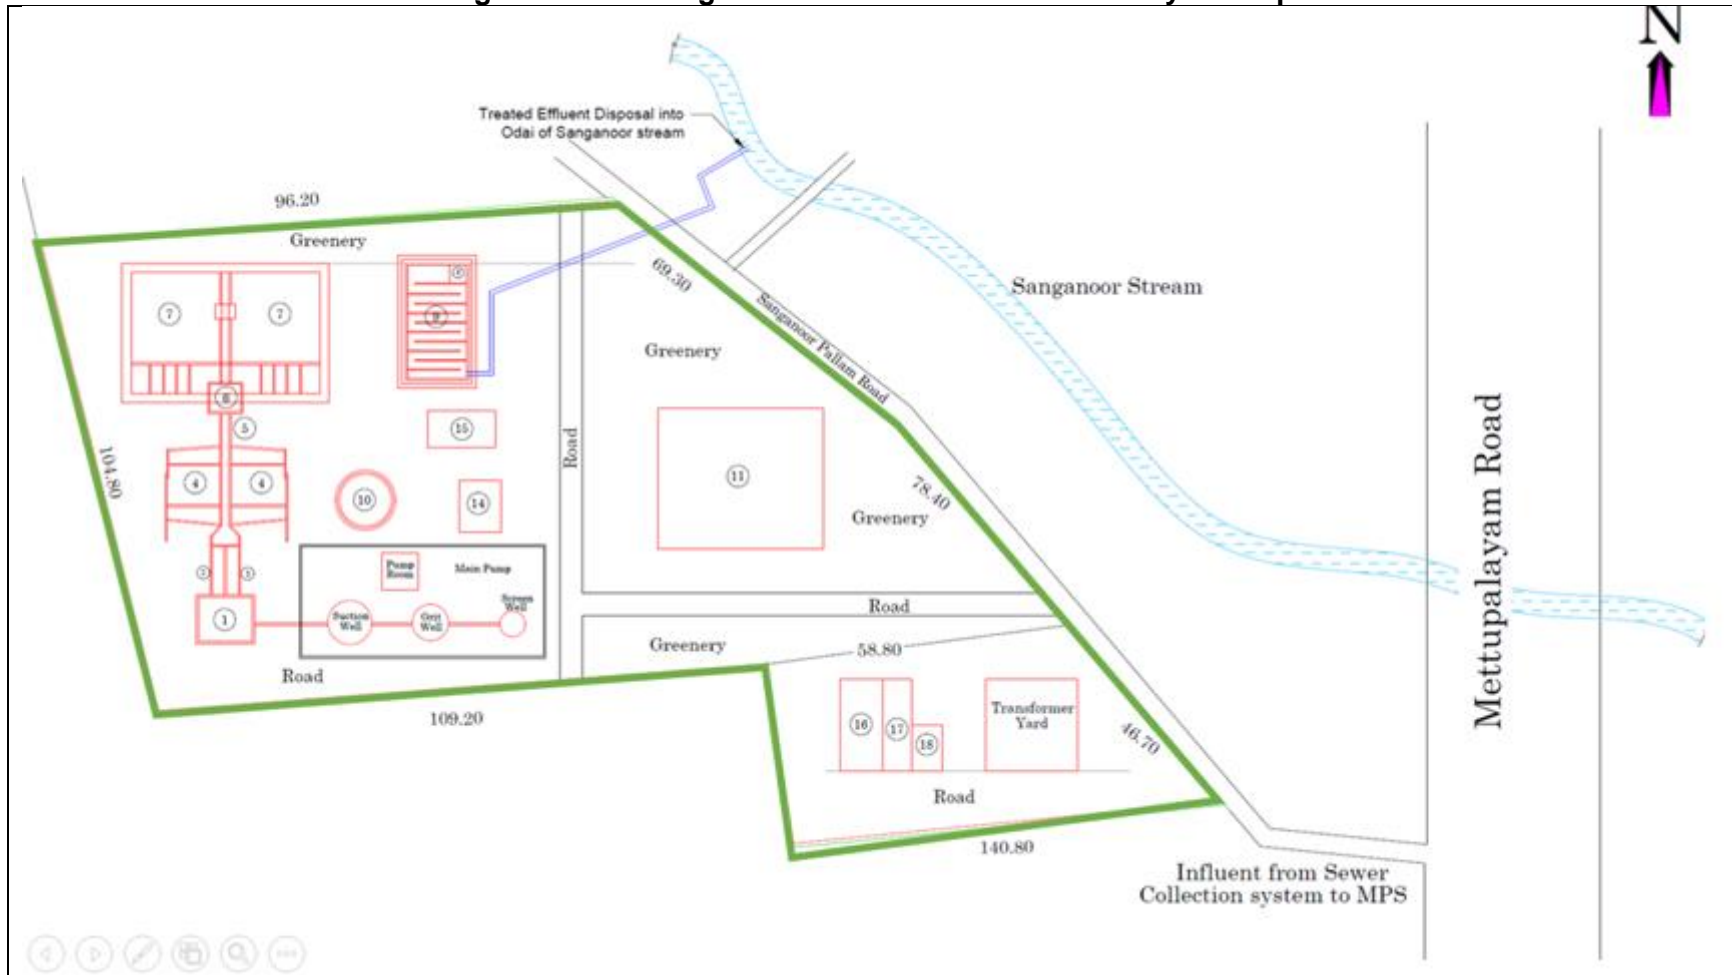 N
Treated Effluent Disposal into
Odai of Sanganoor stream
96.20
Greenery
69.30
Sanganoor Pallam Road
Sanganoor Stream
7
7
9
Greenery
Mettupalayam Road
6
5
15
Road
104.80
4
4
10
14
11
78.40
Greenery
Pump
Room
Main Pump
Screen
Well
1
Suction
Well
Grit
Well
Road
Greenery
58.80
Road
109.20
16
17
18
Transformer
Yard
46.70
Road
140.80
Influent from Sewer
Collection system to MPS